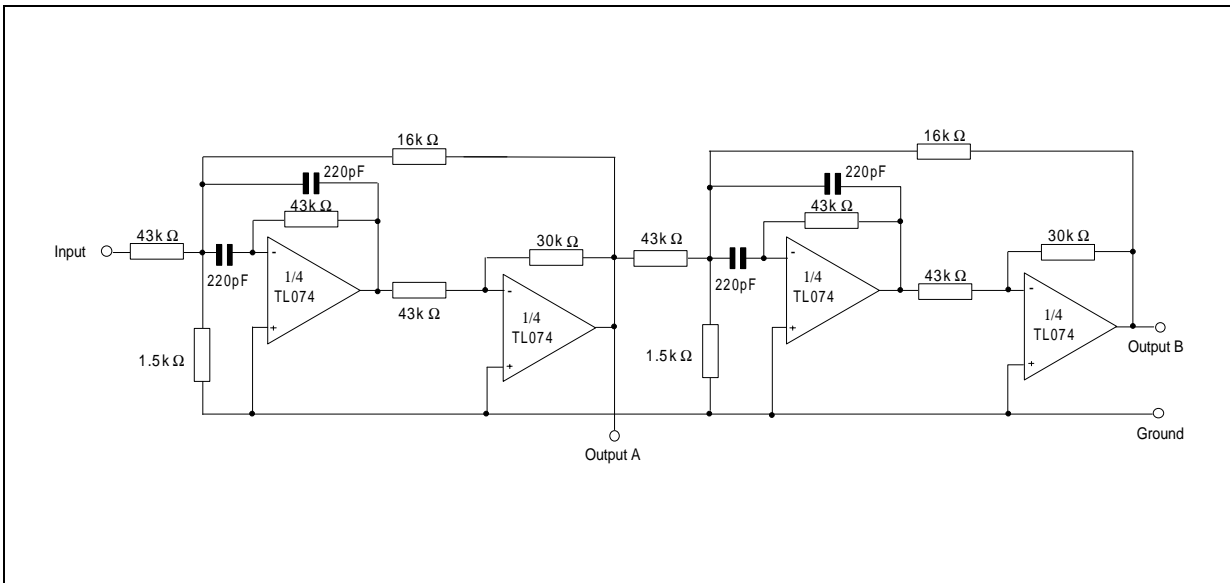 16k Ω
220pF
43k Ω
Input
43k Ω
220pF
-
+
1/4
TL074
1.5k Ω
43k Ω
30k Ω
-
+
1/4
TL074
Output A
43k Ω
16k Ω
220pF
43k Ω
220pF
-
+
1/4
TL074
1.5k Ω
43k Ω
30k Ω
-
+
1/4
TL074
Output B
Ground